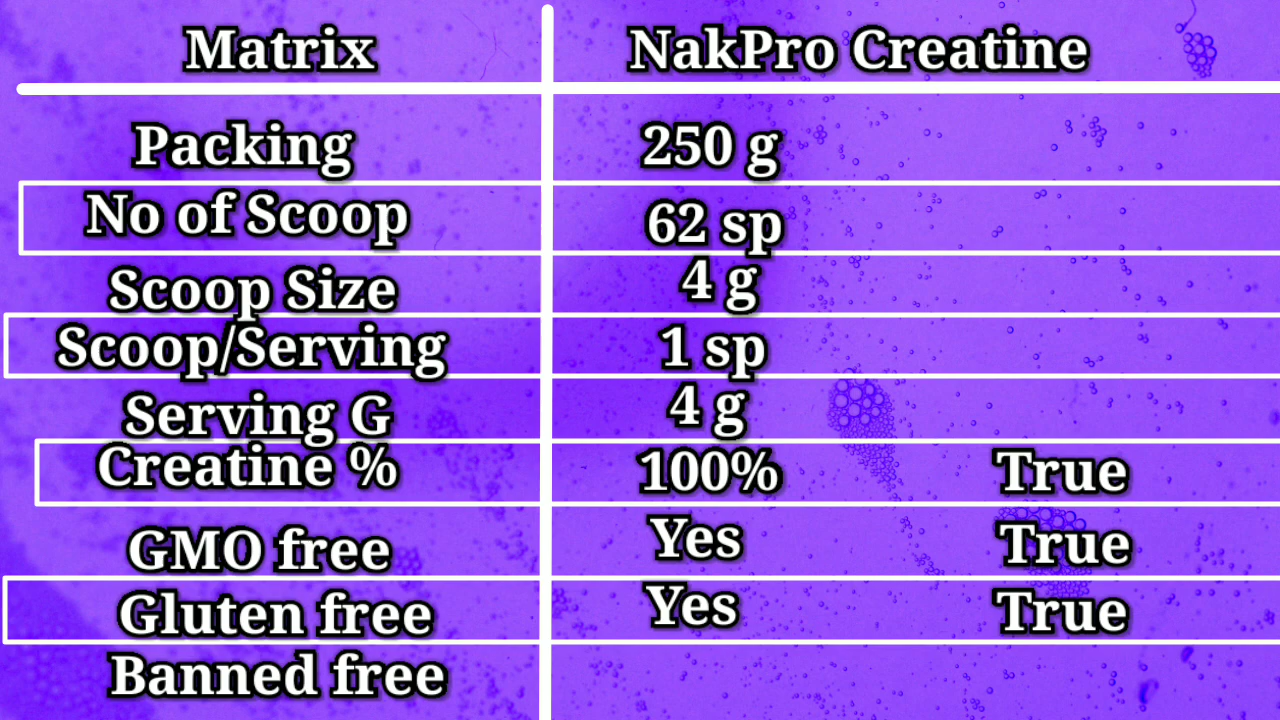 Matrix NakPro Creatine
Packing 250 g
No of Scoop 62 sp
Scoop Size 4 g
Scoop/Serving 1 sp
Serving G 4 g
Creatine % 100% True
GMO free Yes True
Gluten free Yes True
Banned free